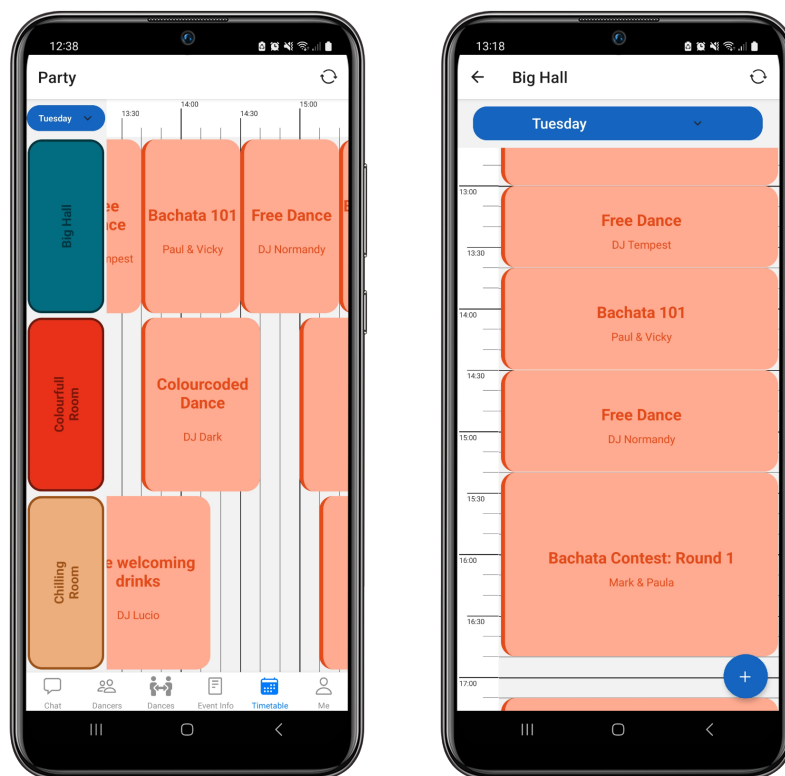 12:38
Party
Tuesday
13:30
14:00
14:30
15:00
Big Hall
Bachata 101
Paul & Vicky
Free Dance
DJ Normandy
Colourfull
Room
Colourcoded
Dance
DJ Dark
Chilling
Room
e welcoming
drinks
DJ Lucio
Chat
Dancers
Dances
Event Info
Timetable
Me
13:18
Big Hall
Tuesday
13:00
Free Dance
DJ Tempest
13:30
14:00
Bachata 101
Paul & Vicky
14:30
Free Dance
DJ Normandy
15:00
15:30
16:00
Bachata Contest: Round 1
Mark & Paula
16:30
17:00